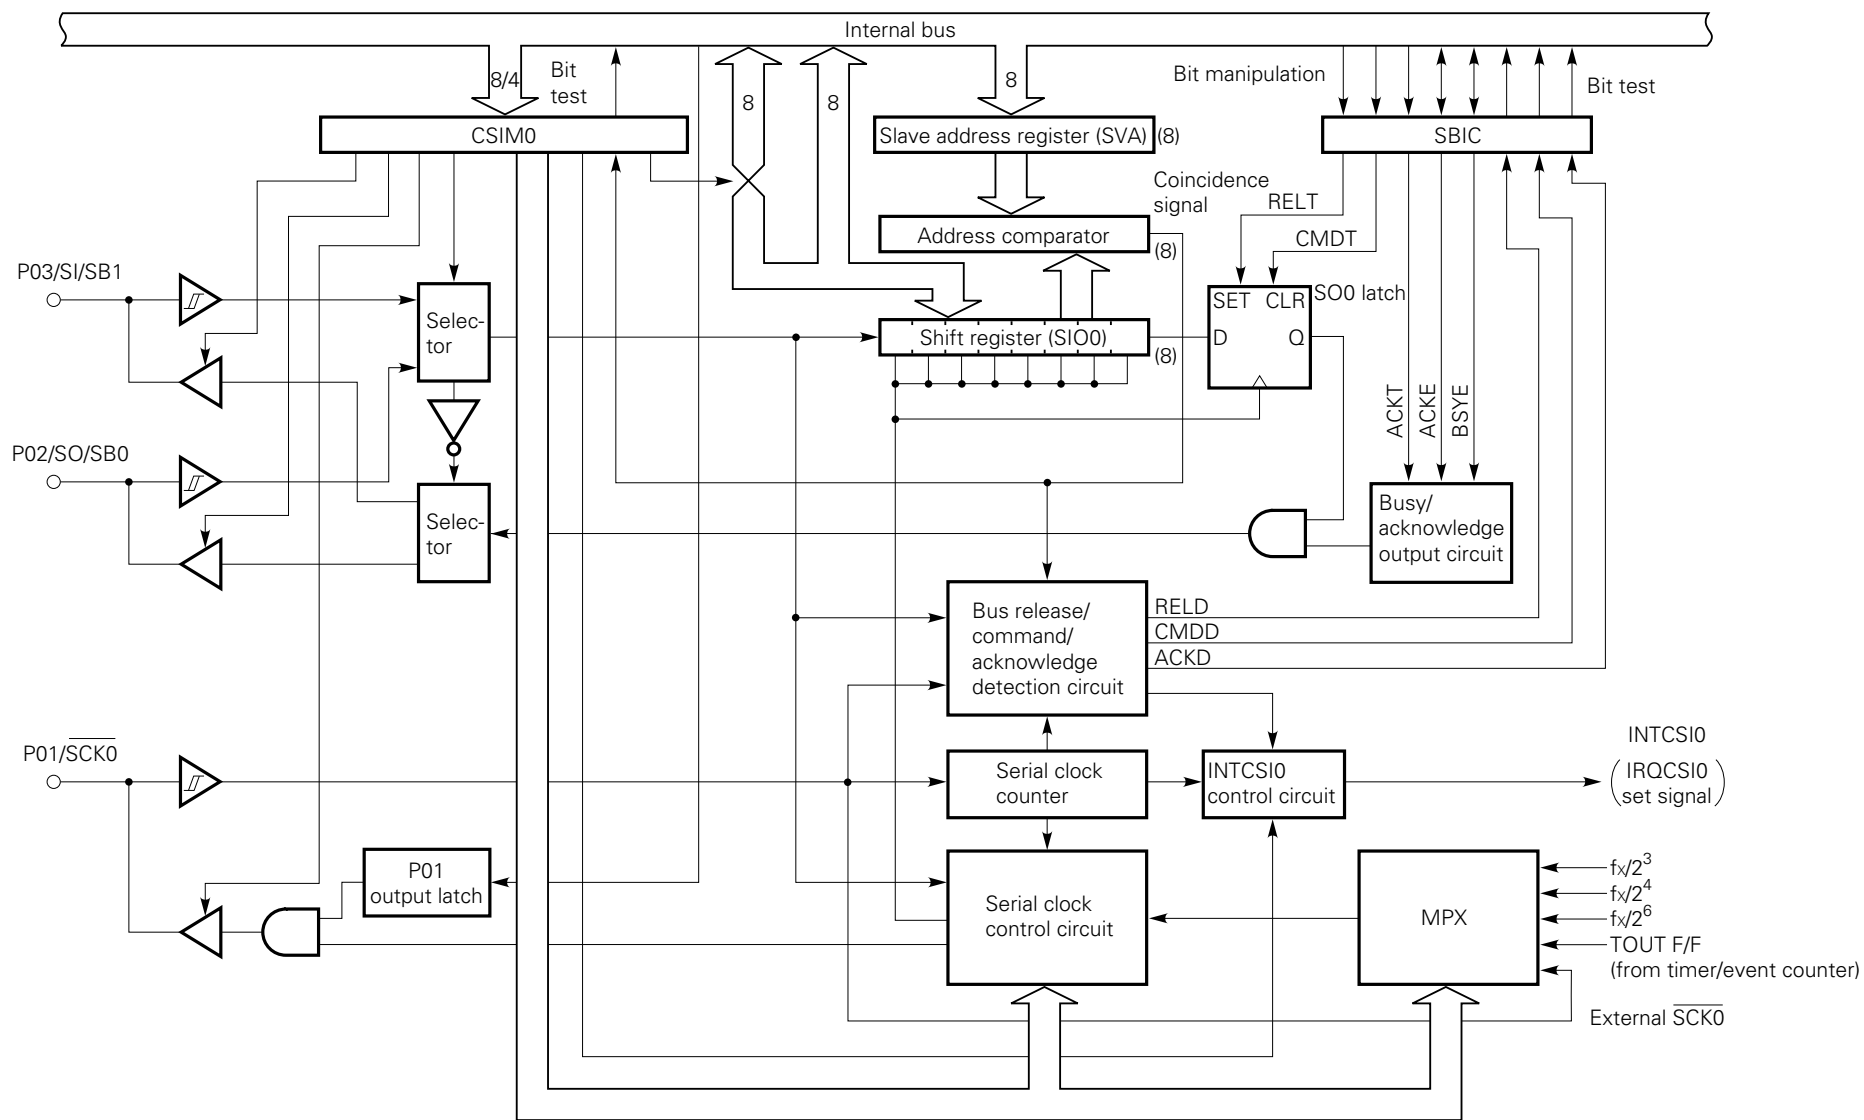 Internal bus
8/4
Bit
test
8
8
8
Bit manipulation
Bit test
CSIM0
Slave address register (SVA)
(8)
SBIC
Coincidence
signal
RELT
Address comparator
(8)
CMDT
P03/SI/SB1
Selec-
tor
SET CLR
SO0 latch
Shift register (SIO0)
(8)
D
Q
ACKT
ACKE
BSYE
P02/SO/SB0
Selec-
tor
Busy/
acknowledge
output circuit
Bus release/
command/
acknowledge
detection circuit
RELD
CMDD
ACKD
P01/S̅C̅K̅0̅
Serial clock
counter
INTCSI0
control circuit
INTCSI0
(IRQCSI0
set signal)
P01
output latch
Serial clock
control circuit
MPX
fX/2³
fX/2⁴
fX/2⁶
TOUT F/F
(from timer/event counter)
External S̅C̅K̅0̅